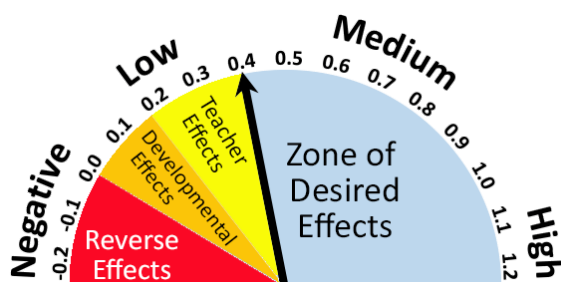 Negative
Low
Medium
High
-0.2
-0.1
0.0
0.1
0.2
0.3
0.4
0.5
0.6
0.7
0.8
0.9
1.0
1.1
1.2
Reverse
Effects
Developmental
Effects
Teacher
Effects
Zone of
Desired
Effects